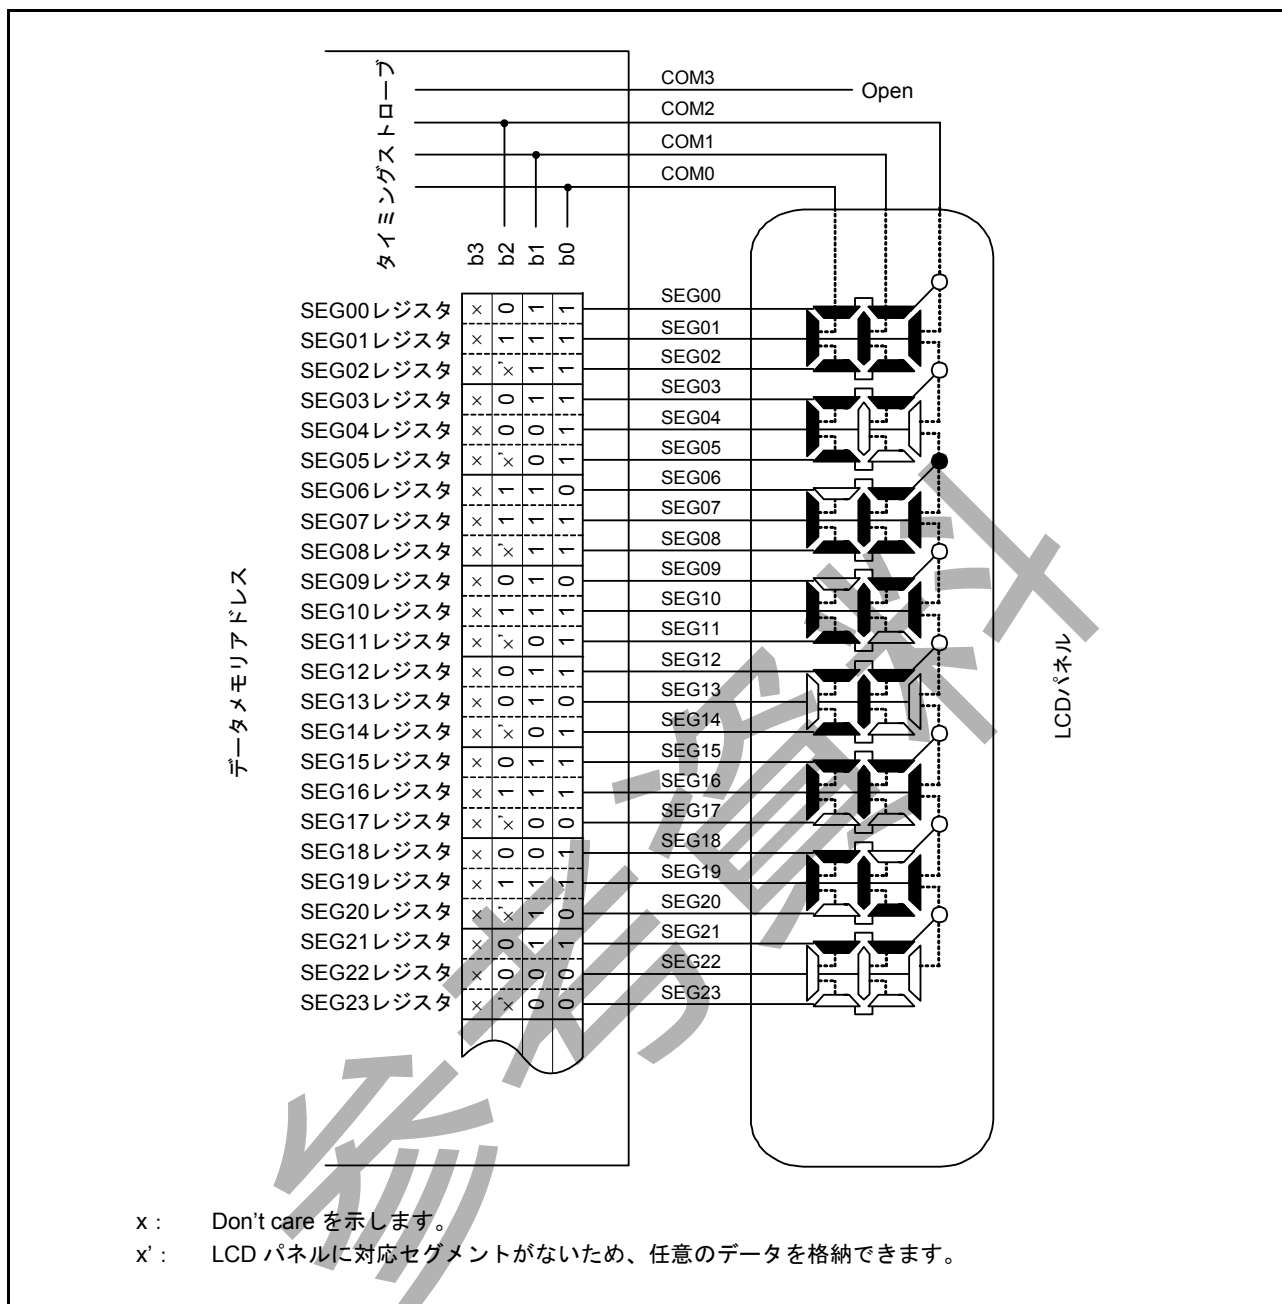 タイミングストローブ
COM3
Open
COM2
COM1
COM0
b3 b2 b1 b0
データメモリアドレス
LCDパネル
SEG00レジスタ × 0 1 1 SEG00
SEG01レジスタ × 1 1 1 SEG01
SEG02レジスタ × ×' 1 1 SEG02
SEG03レジスタ × 0 1 1 SEG03
SEG04レジスタ × 0 0 1 SEG04
SEG05レジスタ × ×' 0 1 SEG05
SEG06レジスタ × 1 1 0 SEG06
SEG07レジスタ × 1 1 1 SEG07
SEG08レジスタ × ×' 1 1 SEG08
SEG09レジスタ × 0 1 0 SEG09
SEG10レジスタ × 1 1 1 SEG10
SEG11レジスタ × ×' 0 1 SEG11
SEG12レジスタ × 0 1 1 SEG12
SEG13レジスタ × 0 1 0 SEG13
SEG14レジスタ × ×' 0 1 SEG14
SEG15レジスタ × 0 1 1 SEG15
SEG16レジスタ × 1 1 1 SEG16
SEG17レジスタ × ×' 0 0 SEG17
SEG18レジスタ × 0 0 1 SEG18
SEG19レジスタ × 1 1 1 SEG19
SEG20レジスタ × ×' 1 0 SEG20
SEG21レジスタ × 0 1 1 SEG21
SEG22レジスタ × 0 0 0 SEG22
SEG23レジスタ × ×' 0 0 SEG23
参考資料
x : Don't care を示します。
x' : LCD パネルに対応セグメントがないため、任意のデータを格納できます。